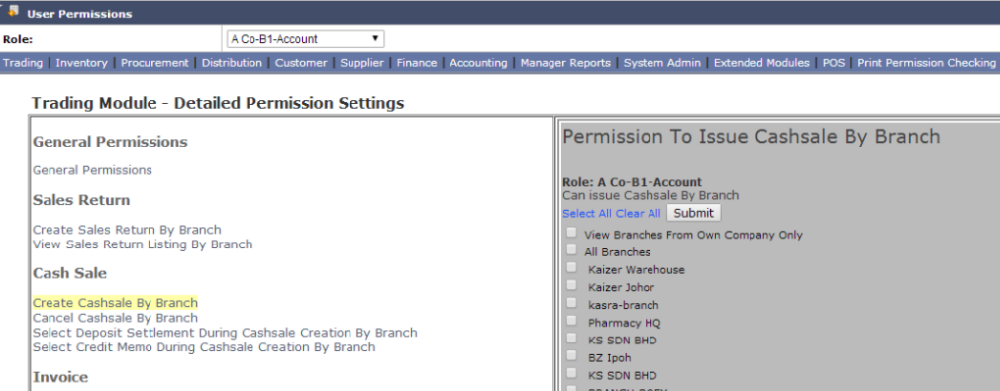 User Permissions
Role: A Co-B1-Account
Trading | Inventory | Procurement | Distribution | Customer | Supplier | Finance | Accounting | Manager Reports | System Admin | Extended Modules | POS | Print Permission Checking
Trading Module - Detailed Permission Settings
General Permissions
General Permissions
Sales Return
Create Sales Return By Branch
View Sales Return Listing By Branch
Cash Sale
Create Cashsale By Branch
Cancel Cashsale By Branch
Select Deposit Settlement During Cashsale Creation By Branch
Select Credit Memo During Cashsale Creation By Branch
Invoice
Permission To Issue Cashsale By Branch
Role: A Co-B1-Account
Can issue Cashsale By Branch
Select All Clear All Submit
View Branches From Own Company Only
All Branches
Kaizer Warehouse
Kaizer Johor
kasra-branch
Pharmacy HQ
KS SDN BHD
BZ Ipoh
KS SDN BHD